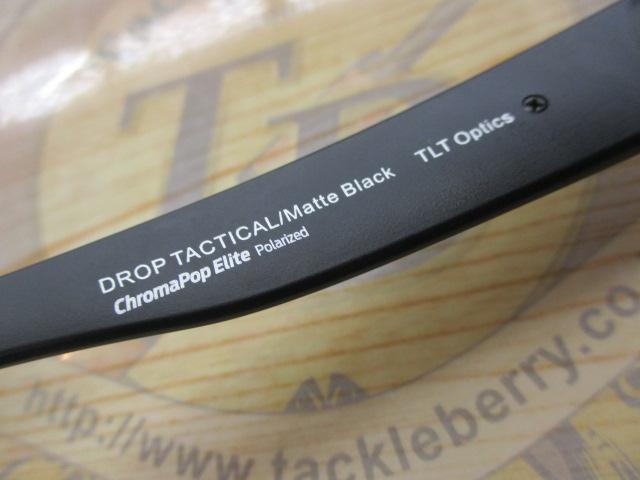 DROP TACTICAL/Matte Black TLT Optics
ChromaPop Elite Polarized
http://www.tackleberry.co